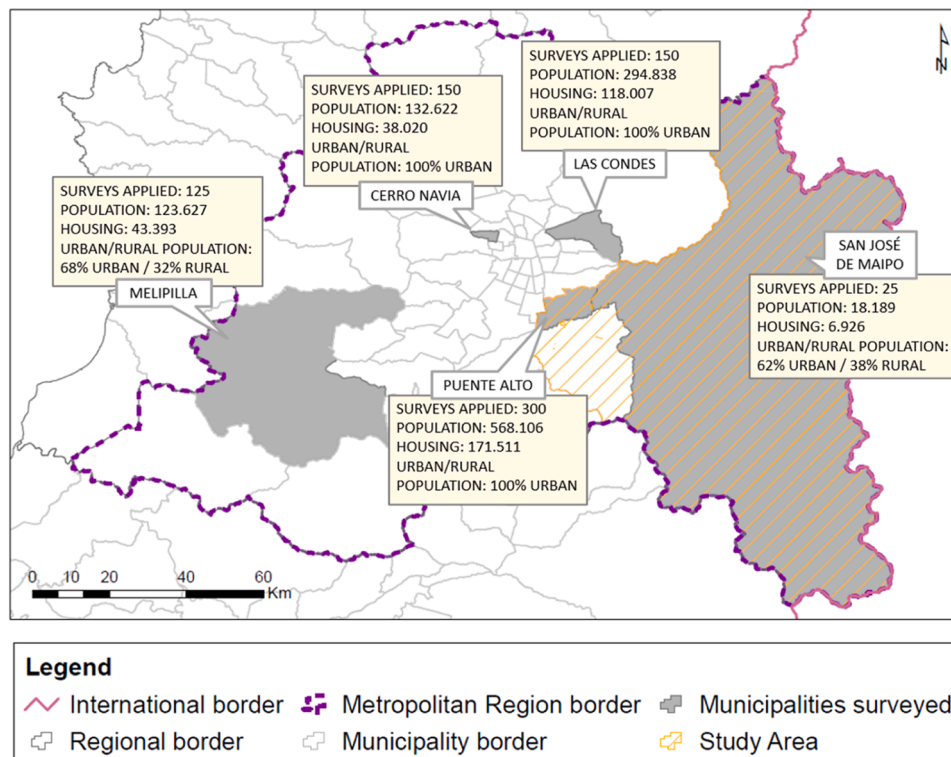 SURVEYS APPLIED: 150
POPULATION: 294.838
HOUSING: 118.007
URBAN/RURAL
POPULATION: 100% URBAN
LAS CONDES
SURVEYS APPLIED: 150
POPULATION: 132.622
HOUSING: 38.020
URBAN/RURAL
POPULATION: 100% URBAN
CERRO NAVIA
SURVEYS APPLIED: 125
POPULATION: 123.627
HOUSING: 43.393
URBAN/RURAL POPULATION:
68% URBAN / 32% RURAL
MELIPILLA
SAN JOSÉ
DE MAIPO
SURVEYS APPLIED: 25
POPULATION: 18.189
HOUSING: 6.926
URBAN/RURAL POPULATION:
62% URBAN / 38% RURAL
PUENTE ALTO
SURVEYS APPLIED: 300
POPULATION: 568.106
HOUSING: 171.511
URBAN/RURAL
POPULATION: 100% URBAN
0 10 20 40 60
Km
N
Legend
International border Metropolitan Region border Municipalities surveyed
Regional border Municipality border Study Area